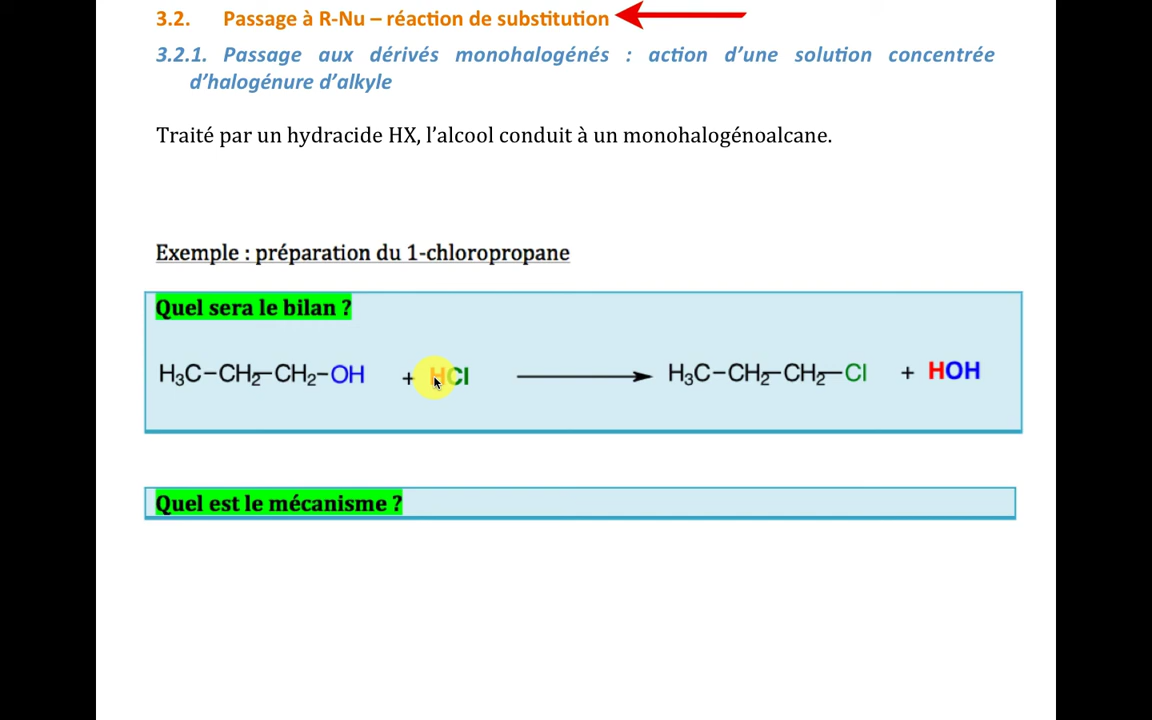 3.2. Passage à R-Nu – réaction de substitution
3.2.1. Passage aux dérivés monohalogénés : action d’une solution concentrée
d’halogénure d’alkyle
Traité par un hydracide HX, l’alcool conduit à un monohalogénoalcane.
Exemple : préparation du 1-chloropropane
Quel sera le bilan ?
H₃C−CH₂−CH₂−OH + HCl ⟶ H₃C−CH₂−CH₂−Cl + HOH
Quel est le mécanisme ?